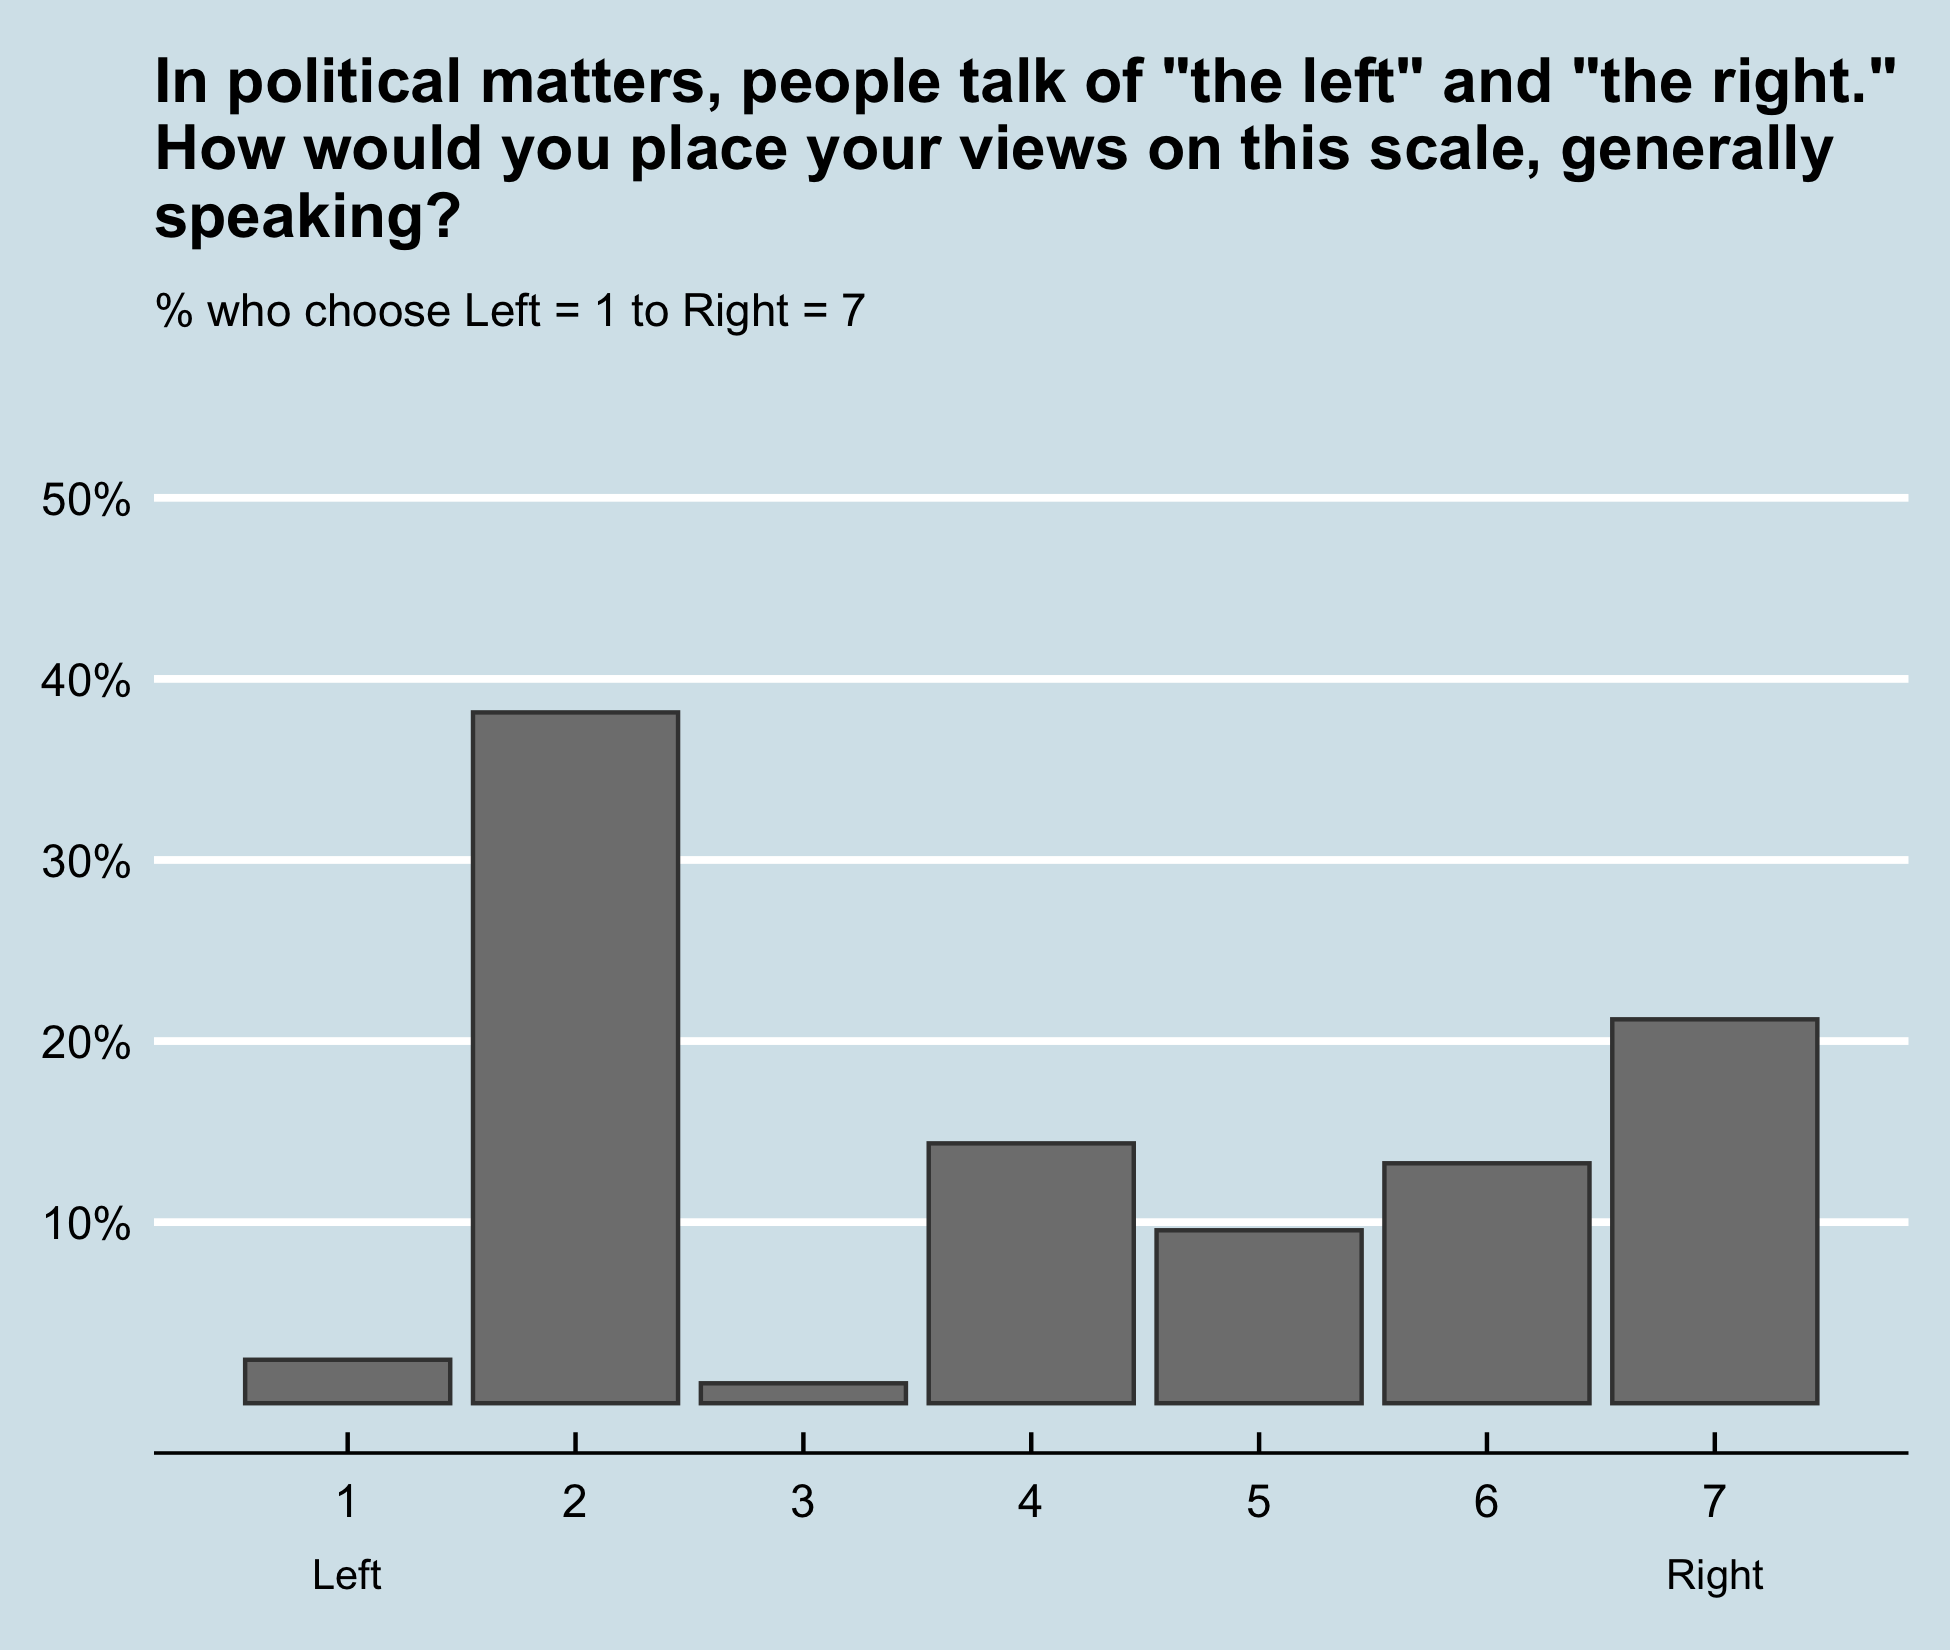 In political matters, people talk of "the left" and "the right."
How would you place your views on this scale, generally
speaking?
% who choose Left = 1 to Right = 7
50%
40%
30%
20%
10%
1 2 3 4 5 6 7
Left Right